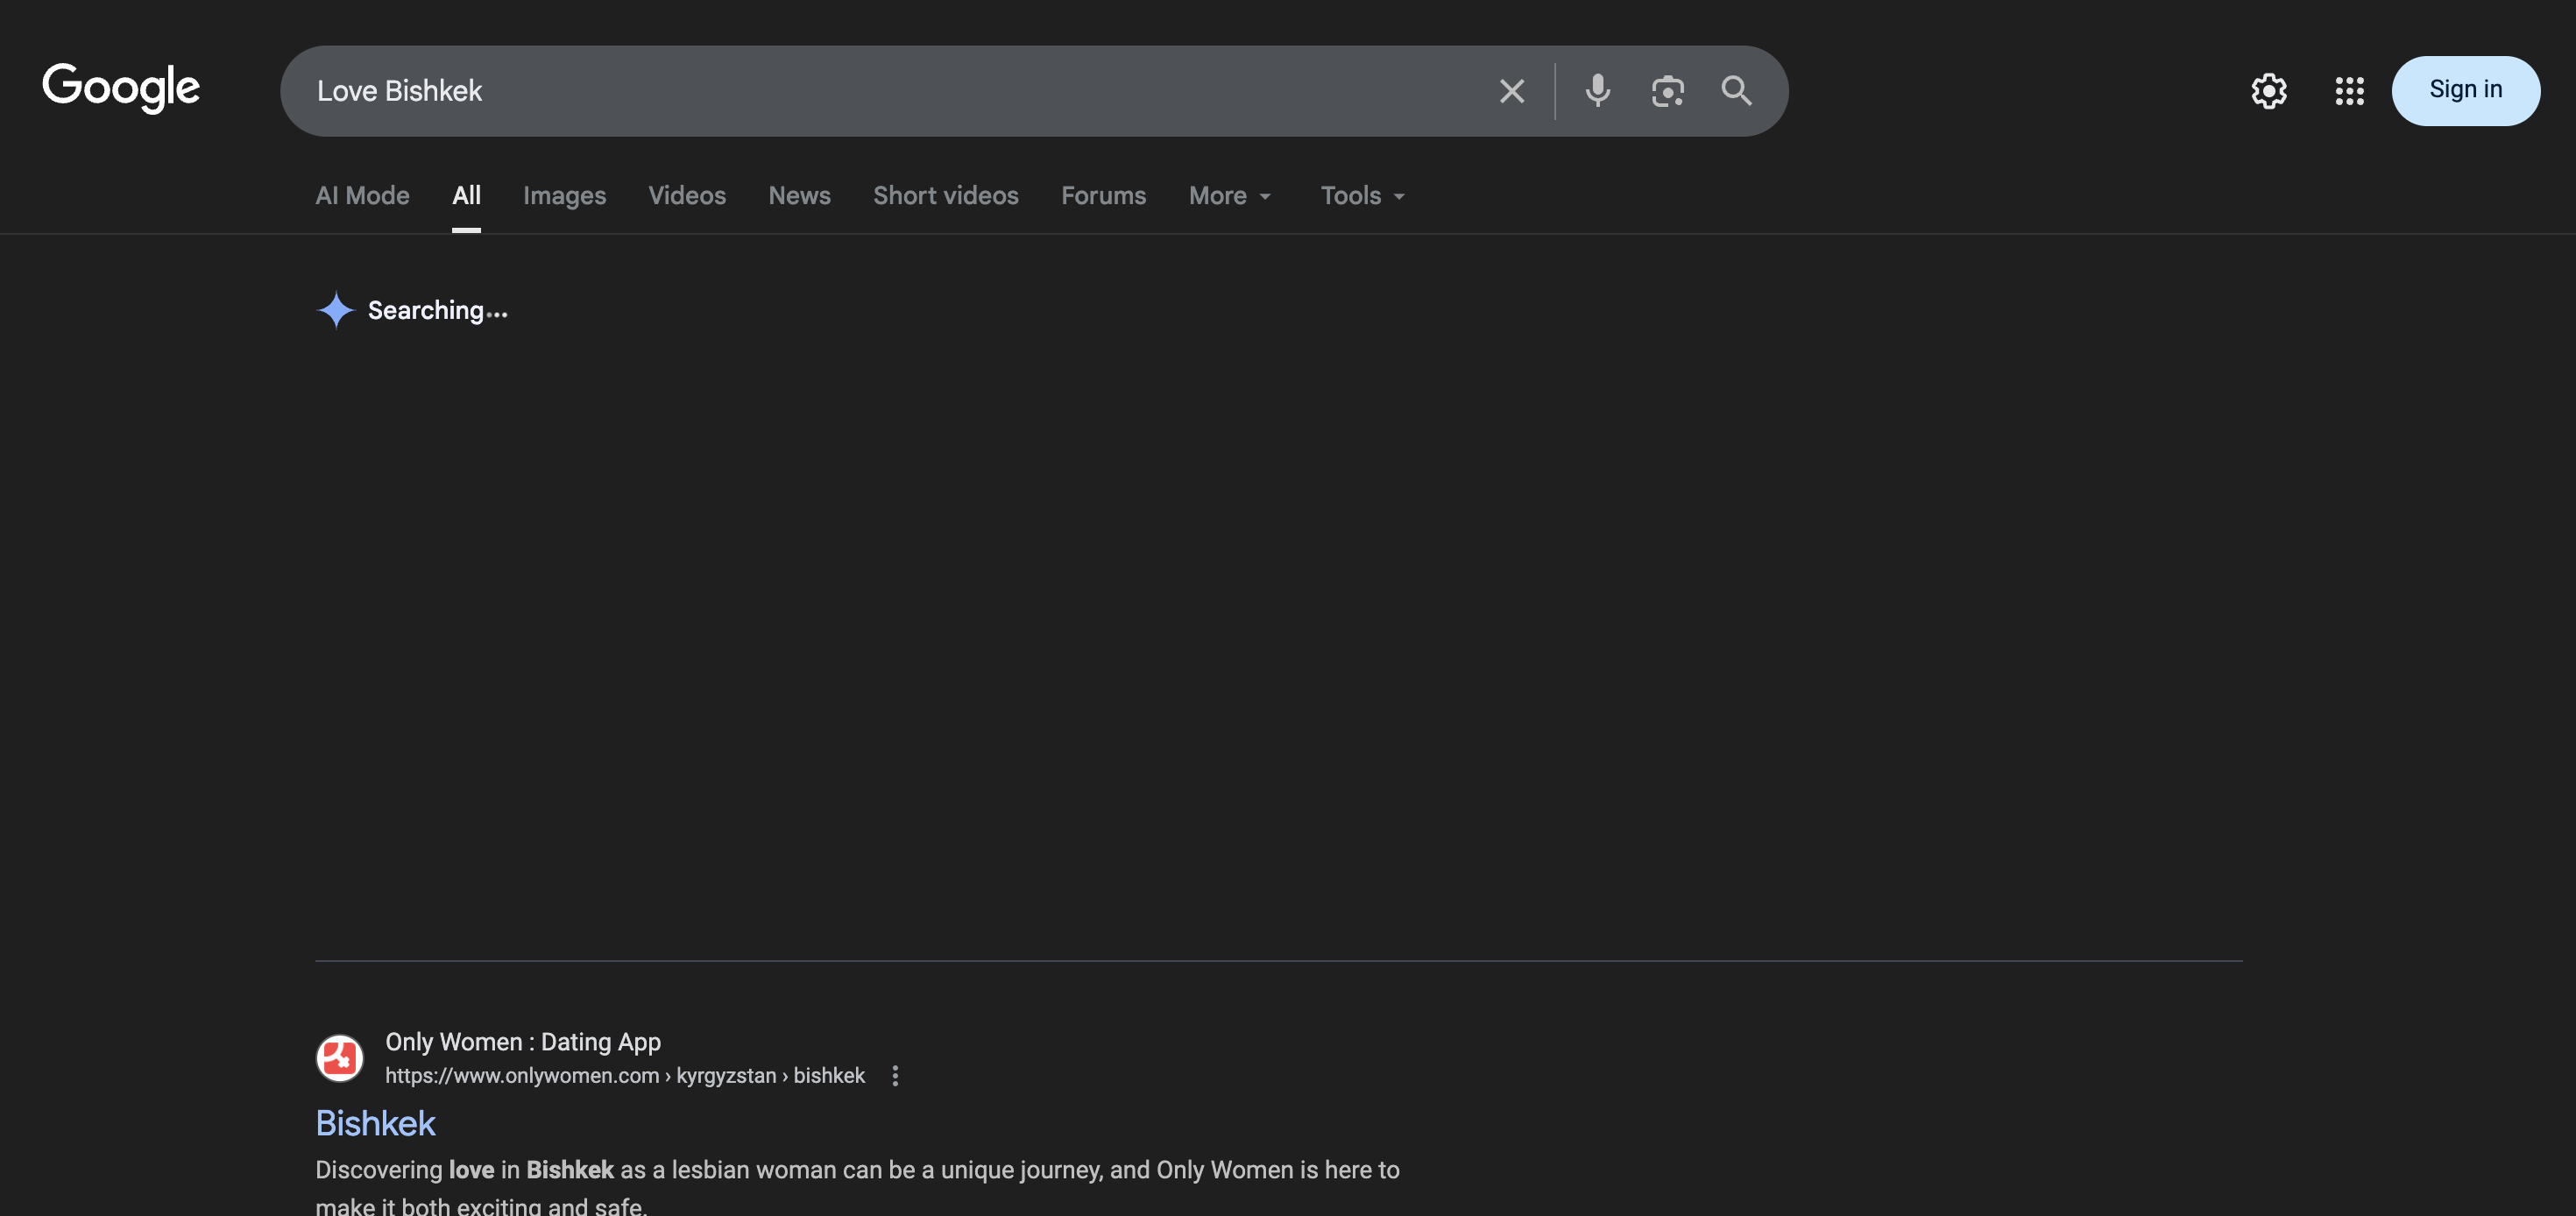 Google
Love Bishkek
Sign in
AI Mode All Images Videos News Short videos Forums More Tools
Searching...
Only Women : Dating App
https://www.onlywomen.com › kyrgyzstan › bishkek
Bishkek
Discovering love in Bishkek as a lesbian woman can be a unique journey, and Only Women is here to
make it both exciting and safe.